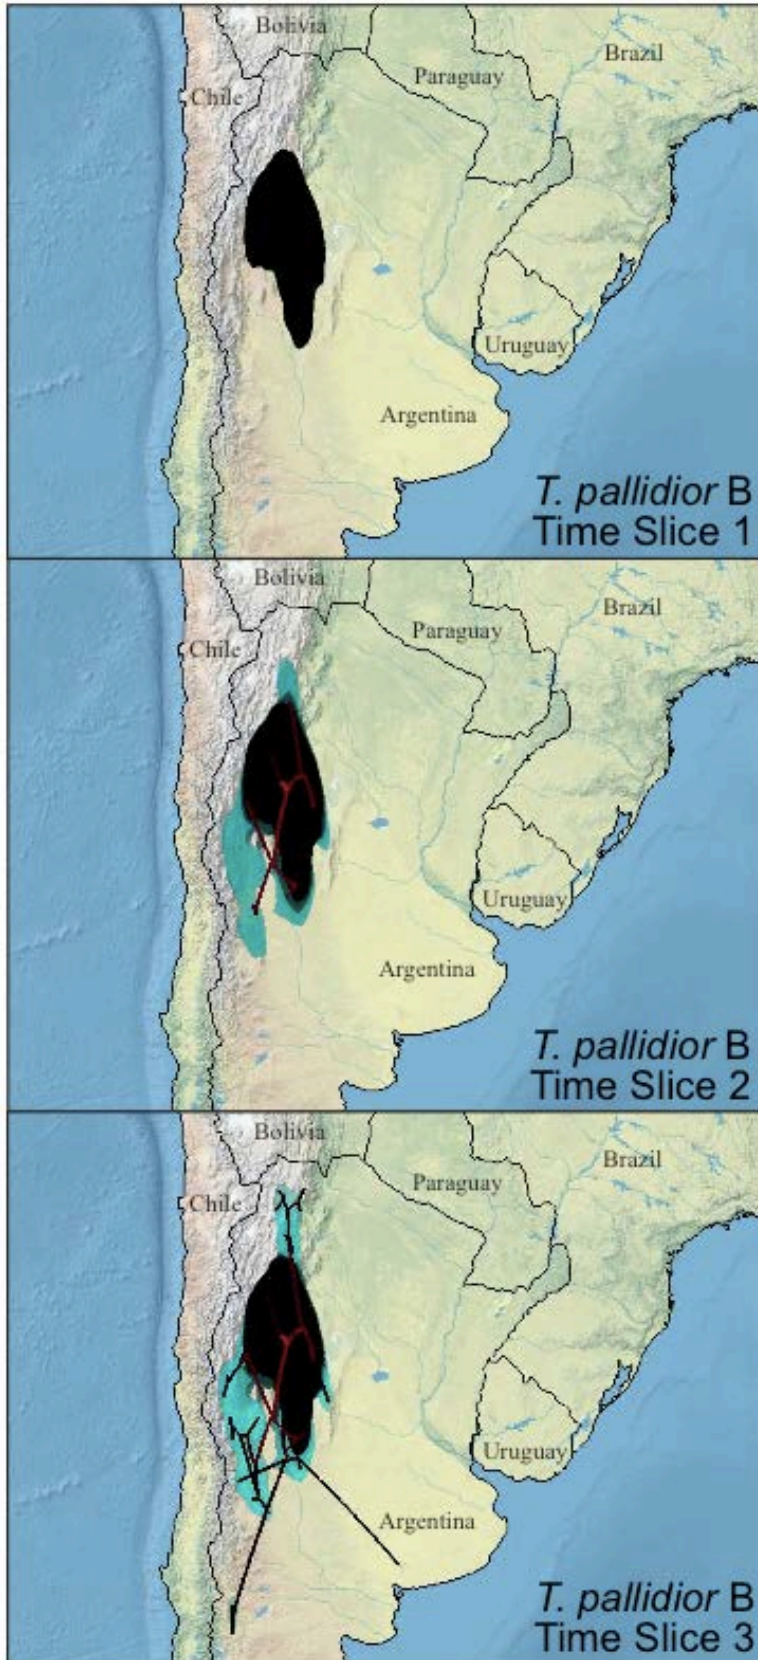 Bolivia
Brazil
Paraguay
Chile
Uruguay
Argentina
T. pallidior B
Time Slice 1
Bolivia
Brazil
Paraguay
Chile
Uruguay
Argentina
T. pallidior B
Time Slice 2
Bolivia
Brazil
Paraguay
Chile
Uruguay
Argentina
T. pallidior B
Time Slice 3